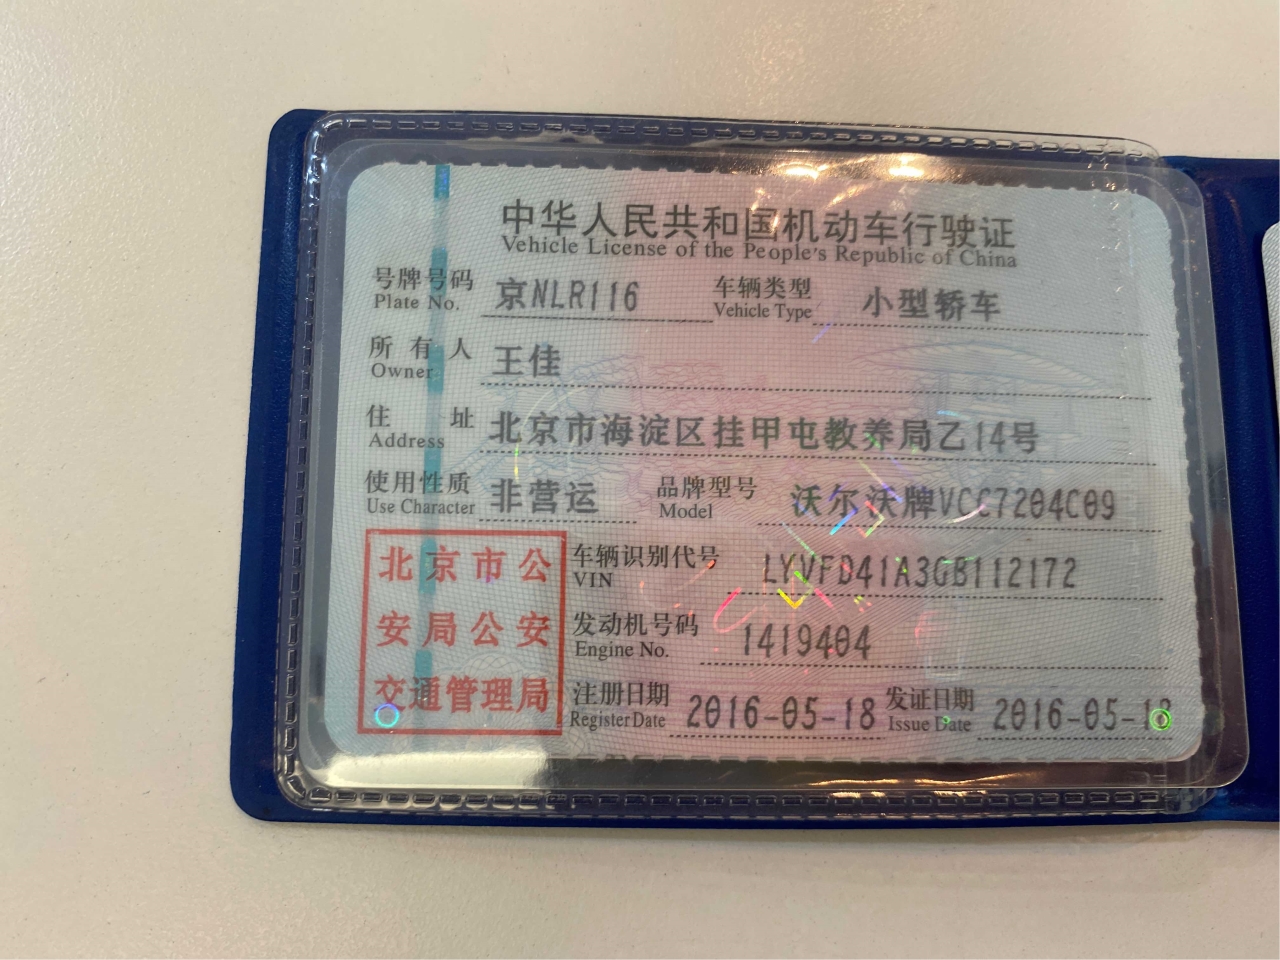 中华人民共和国机动车行驶证
Vehicle License of the People's Republic of China
号牌号码 京NLR116 车辆类型 小型轿车
Plate No. Vehicle Type
所有人 王佳
Owner
住址 北京市海淀区挂甲屯教养局乙14号
Address
使用性质 非营运 品牌型号 沃尔沃牌VCC7204C09
Use Character Model
北京市公
安局公安
交通管理局
车辆识别代号 LYVFD41A3GB112172
VIN
发动机号码 1419404
Engine No.
注册日期 2016-05-18 发证日期 2016-05-18
Register Date Issue Date